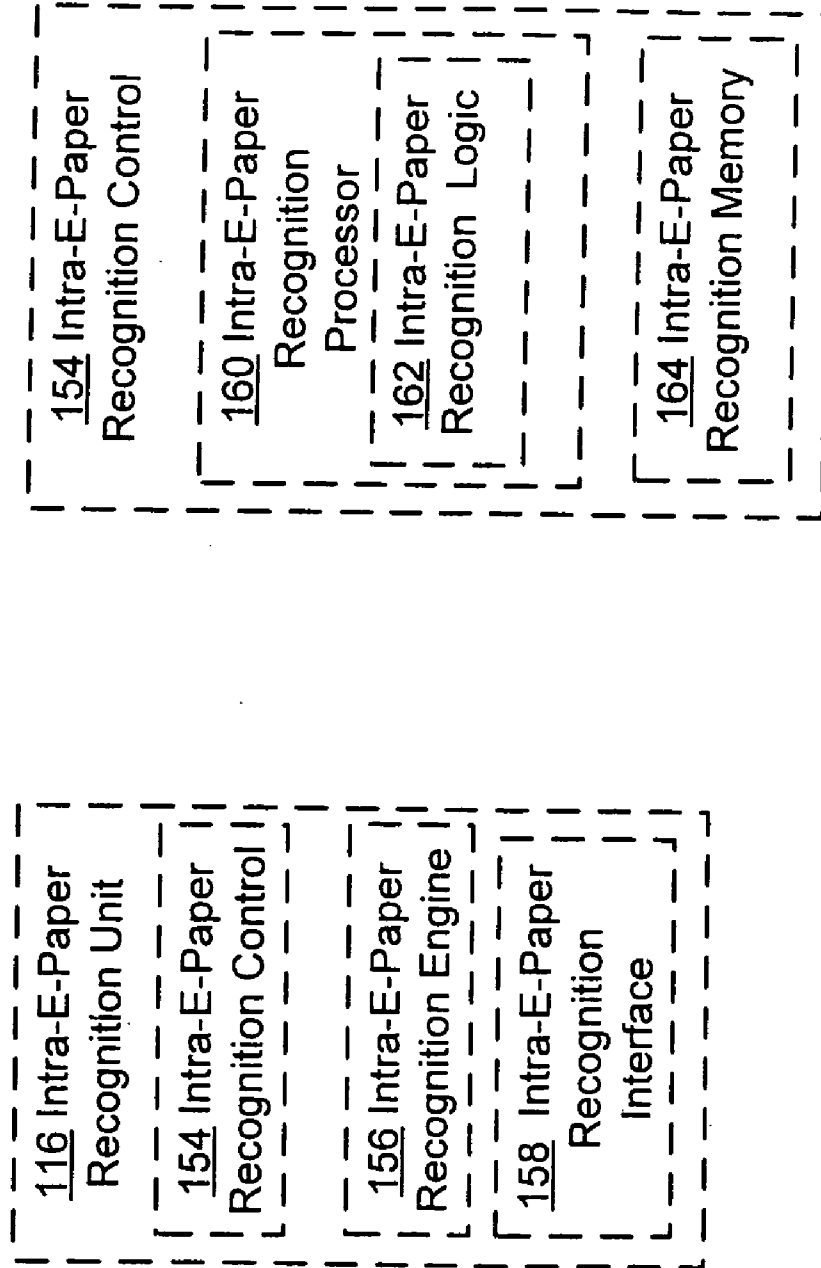 116 Intra-E-Paper
Recognition Unit
154 Intra-E-Paper
Recognition Control
156 Intra-E-Paper
Recognition Engine
158 Intra-E-Paper
Recognition
Interface
154 Intra-E-Paper
Recognition Control
160 Intra-E-Paper
Recognition
Processor
162 Intra-E-Paper
Recognition Logic
164 Intra-E-Paper
Recognition Memory